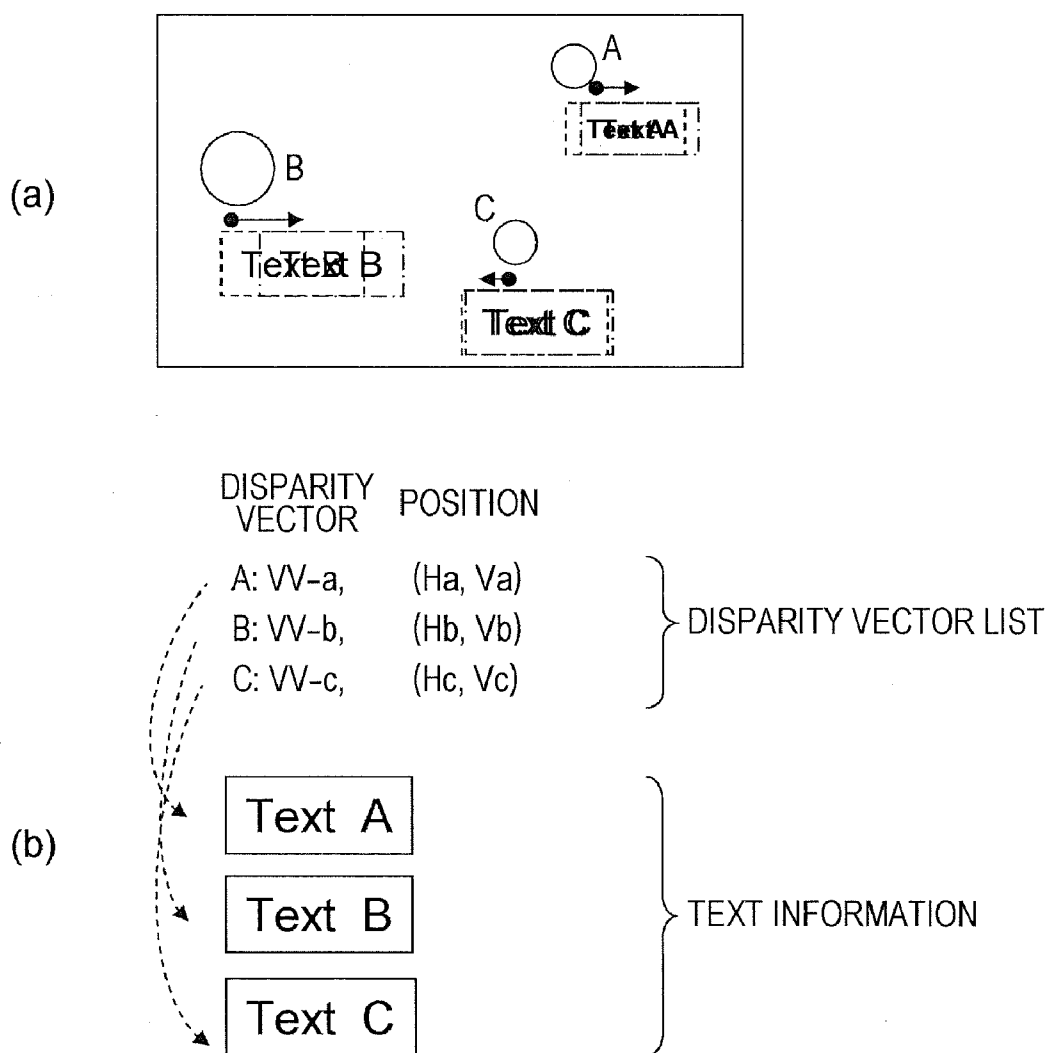 (a)
A
Text A
B
Text B
C
Text C
DISPARITY VECTOR
POSITION
A: VV-a, (Ha, Va)
B: VV-b, (Hb, Vb)
C: VV-c, (Hc, Vc)
DISPARITY VECTOR LIST
(b)
Text A
Text B
Text C
TEXT INFORMATION